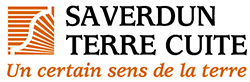 SAVERDUN
TERRE CUITE
Un certain sens de la terre